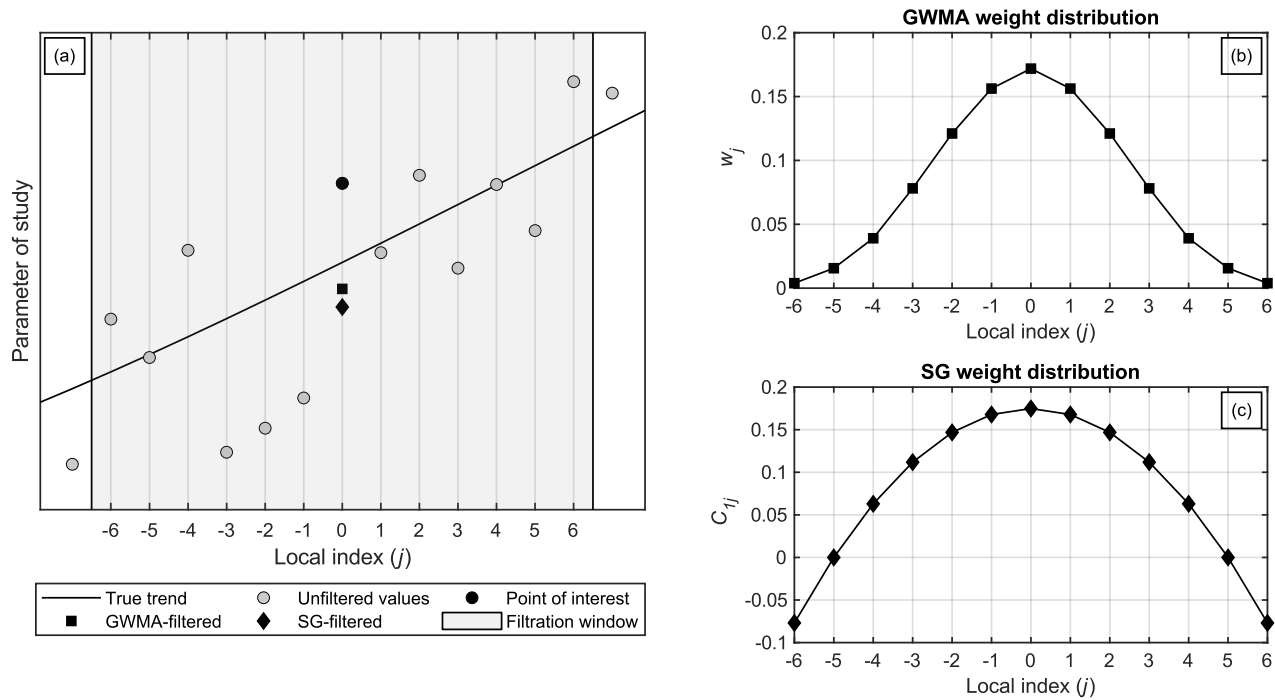 (a)
Parameter of study
-6 -5 -4 -3 -2 -1 0 1 2 3 4 5 6
Local index (j)
True trend
Unfiltered values
Point of interest
GWMA-filtered
SG-filtered
Filtration window
GWMA weight distribution
(b)
0.2
0.15
0.1
0.05
0
w_j
-6 -5 -4 -3 -2 -1 0 1 2 3 4 5 6
Local index (j)
SG weight distribution
(c)
0.2
0.15
0.1
0.05
0
-0.05
-0.1
C_1j
-6 -5 -4 -3 -2 -1 0 1 2 3 4 5 6
Local index (j)